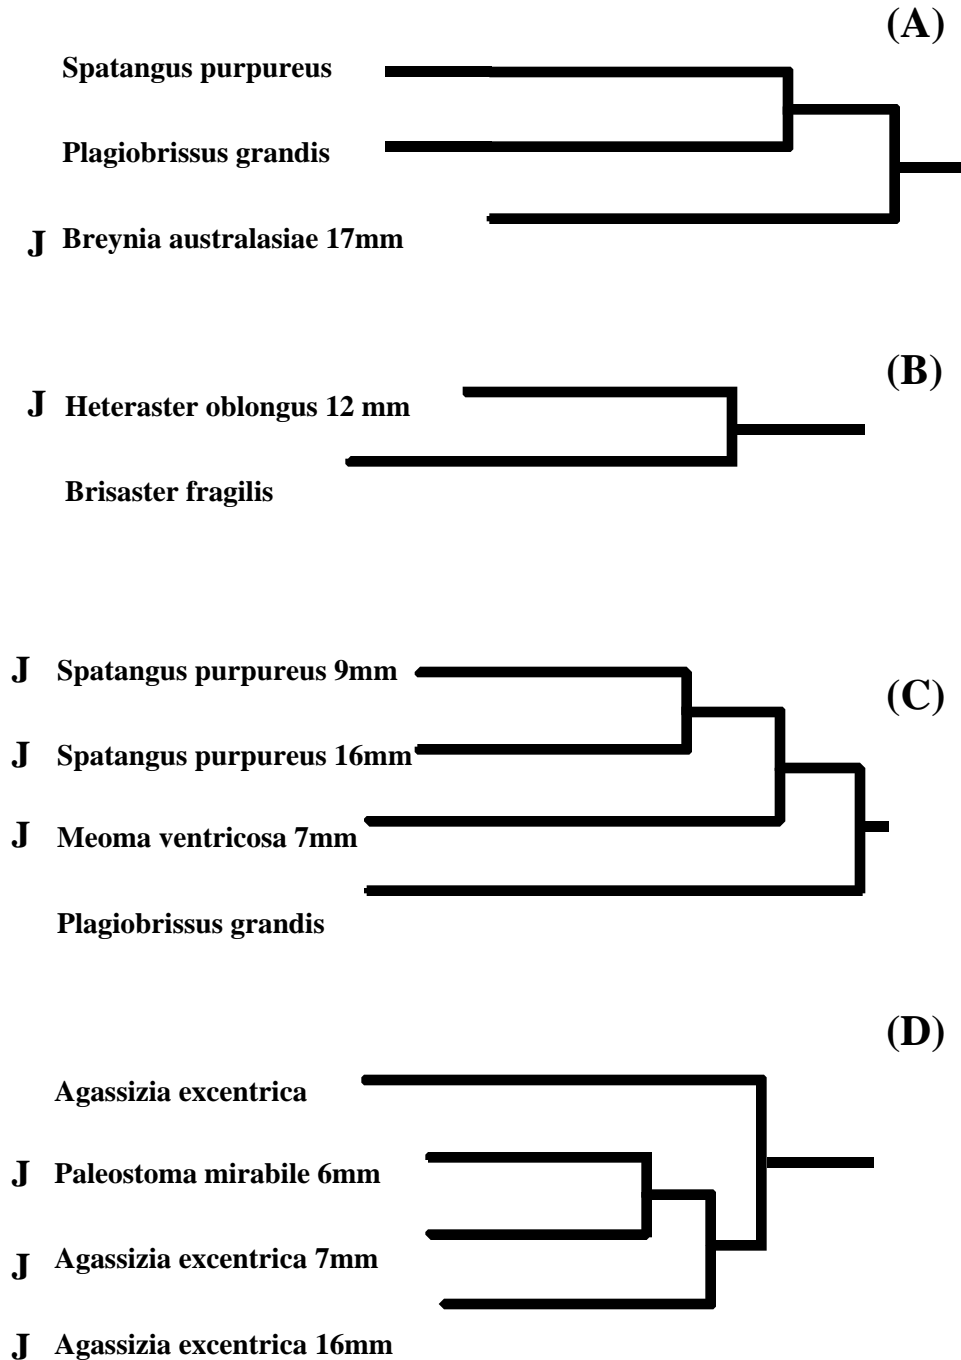 (A)
Spatangus purpureus
Plagiobrissus grandis
J Breynia australasiae 17mm
(B)
J Heteraster oblongus 12 mm
Brisaster fragilis
J Spatangus purpureus 9mm
(C)
J Spatangus purpureus 16mm
J Meoma ventricosa 7mm
Plagiobrissus grandis
(D)
Agassizia excentrica
J Paleostoma mirabile 6mm
J Agassizia excentrica 7mm
J Agassizia excentrica 16mm